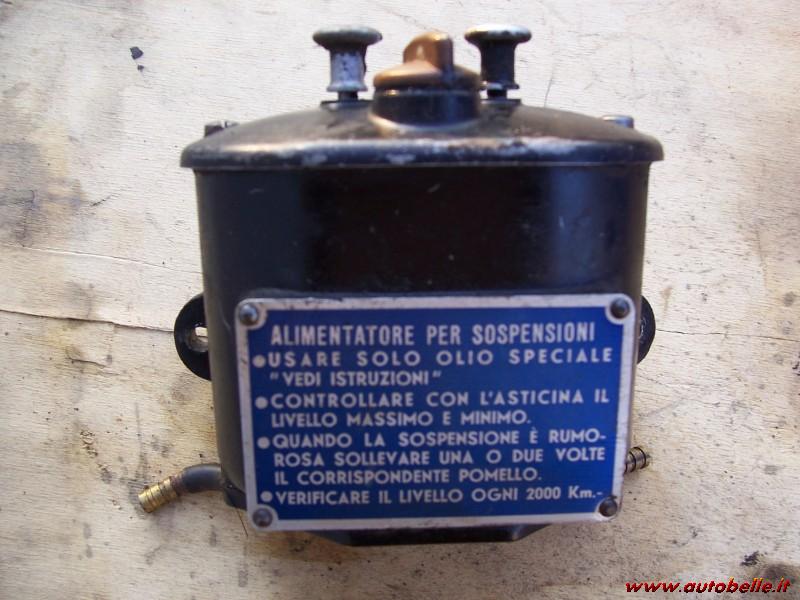 ALIMENTATORE PER SOSPENSIONI
•USARE SOLO OLIO SPECIALE
"VEDI ISTRUZIONI"
•CONTROLLARE CON L'ASTICINA IL
LIVELLO MASSIMO E MINIMO.
•QUANDO LA SOSPENSIONE È RUMO-
ROSA SOLLEVARE UNA O DUE VOLTE
IL CORRISPONDENTE POMELLO.
•VERIFICARE IL LIVELLO OGNI 2000 Km.-
www.autobelle.it